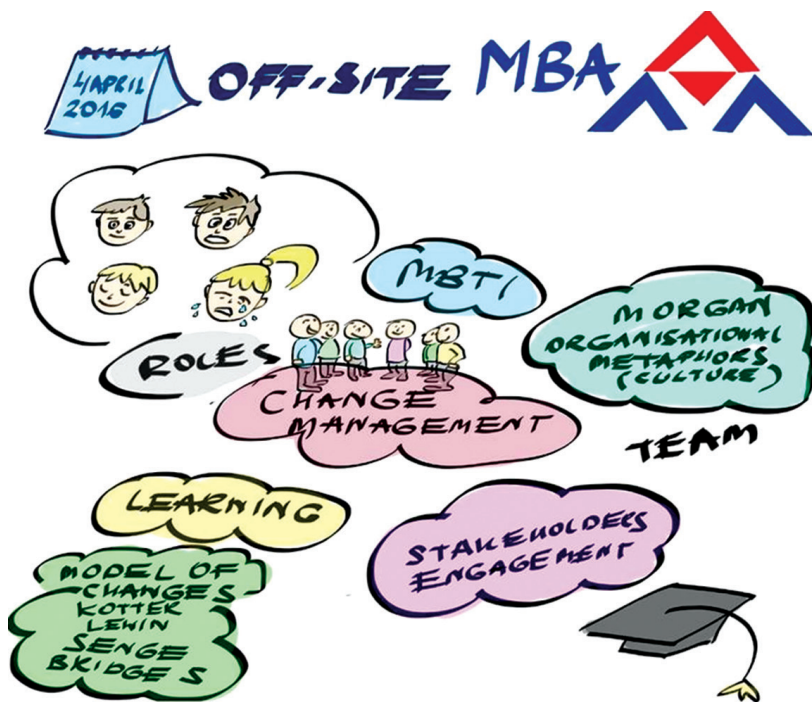 4 APRIL
2016
OFF-SITE MBA
MBTI
MORGAN
ORGANISATIONAL
METAPHORS
(CULTURE)
ROLES
CHANGE
MANAGEMENT
TEAM
LEARNING
STAKEHOLDERS
ENGAGEMENT
MODEL OF
CHANGES
KOTTER
LEWIN
SENGE
BRIDGES